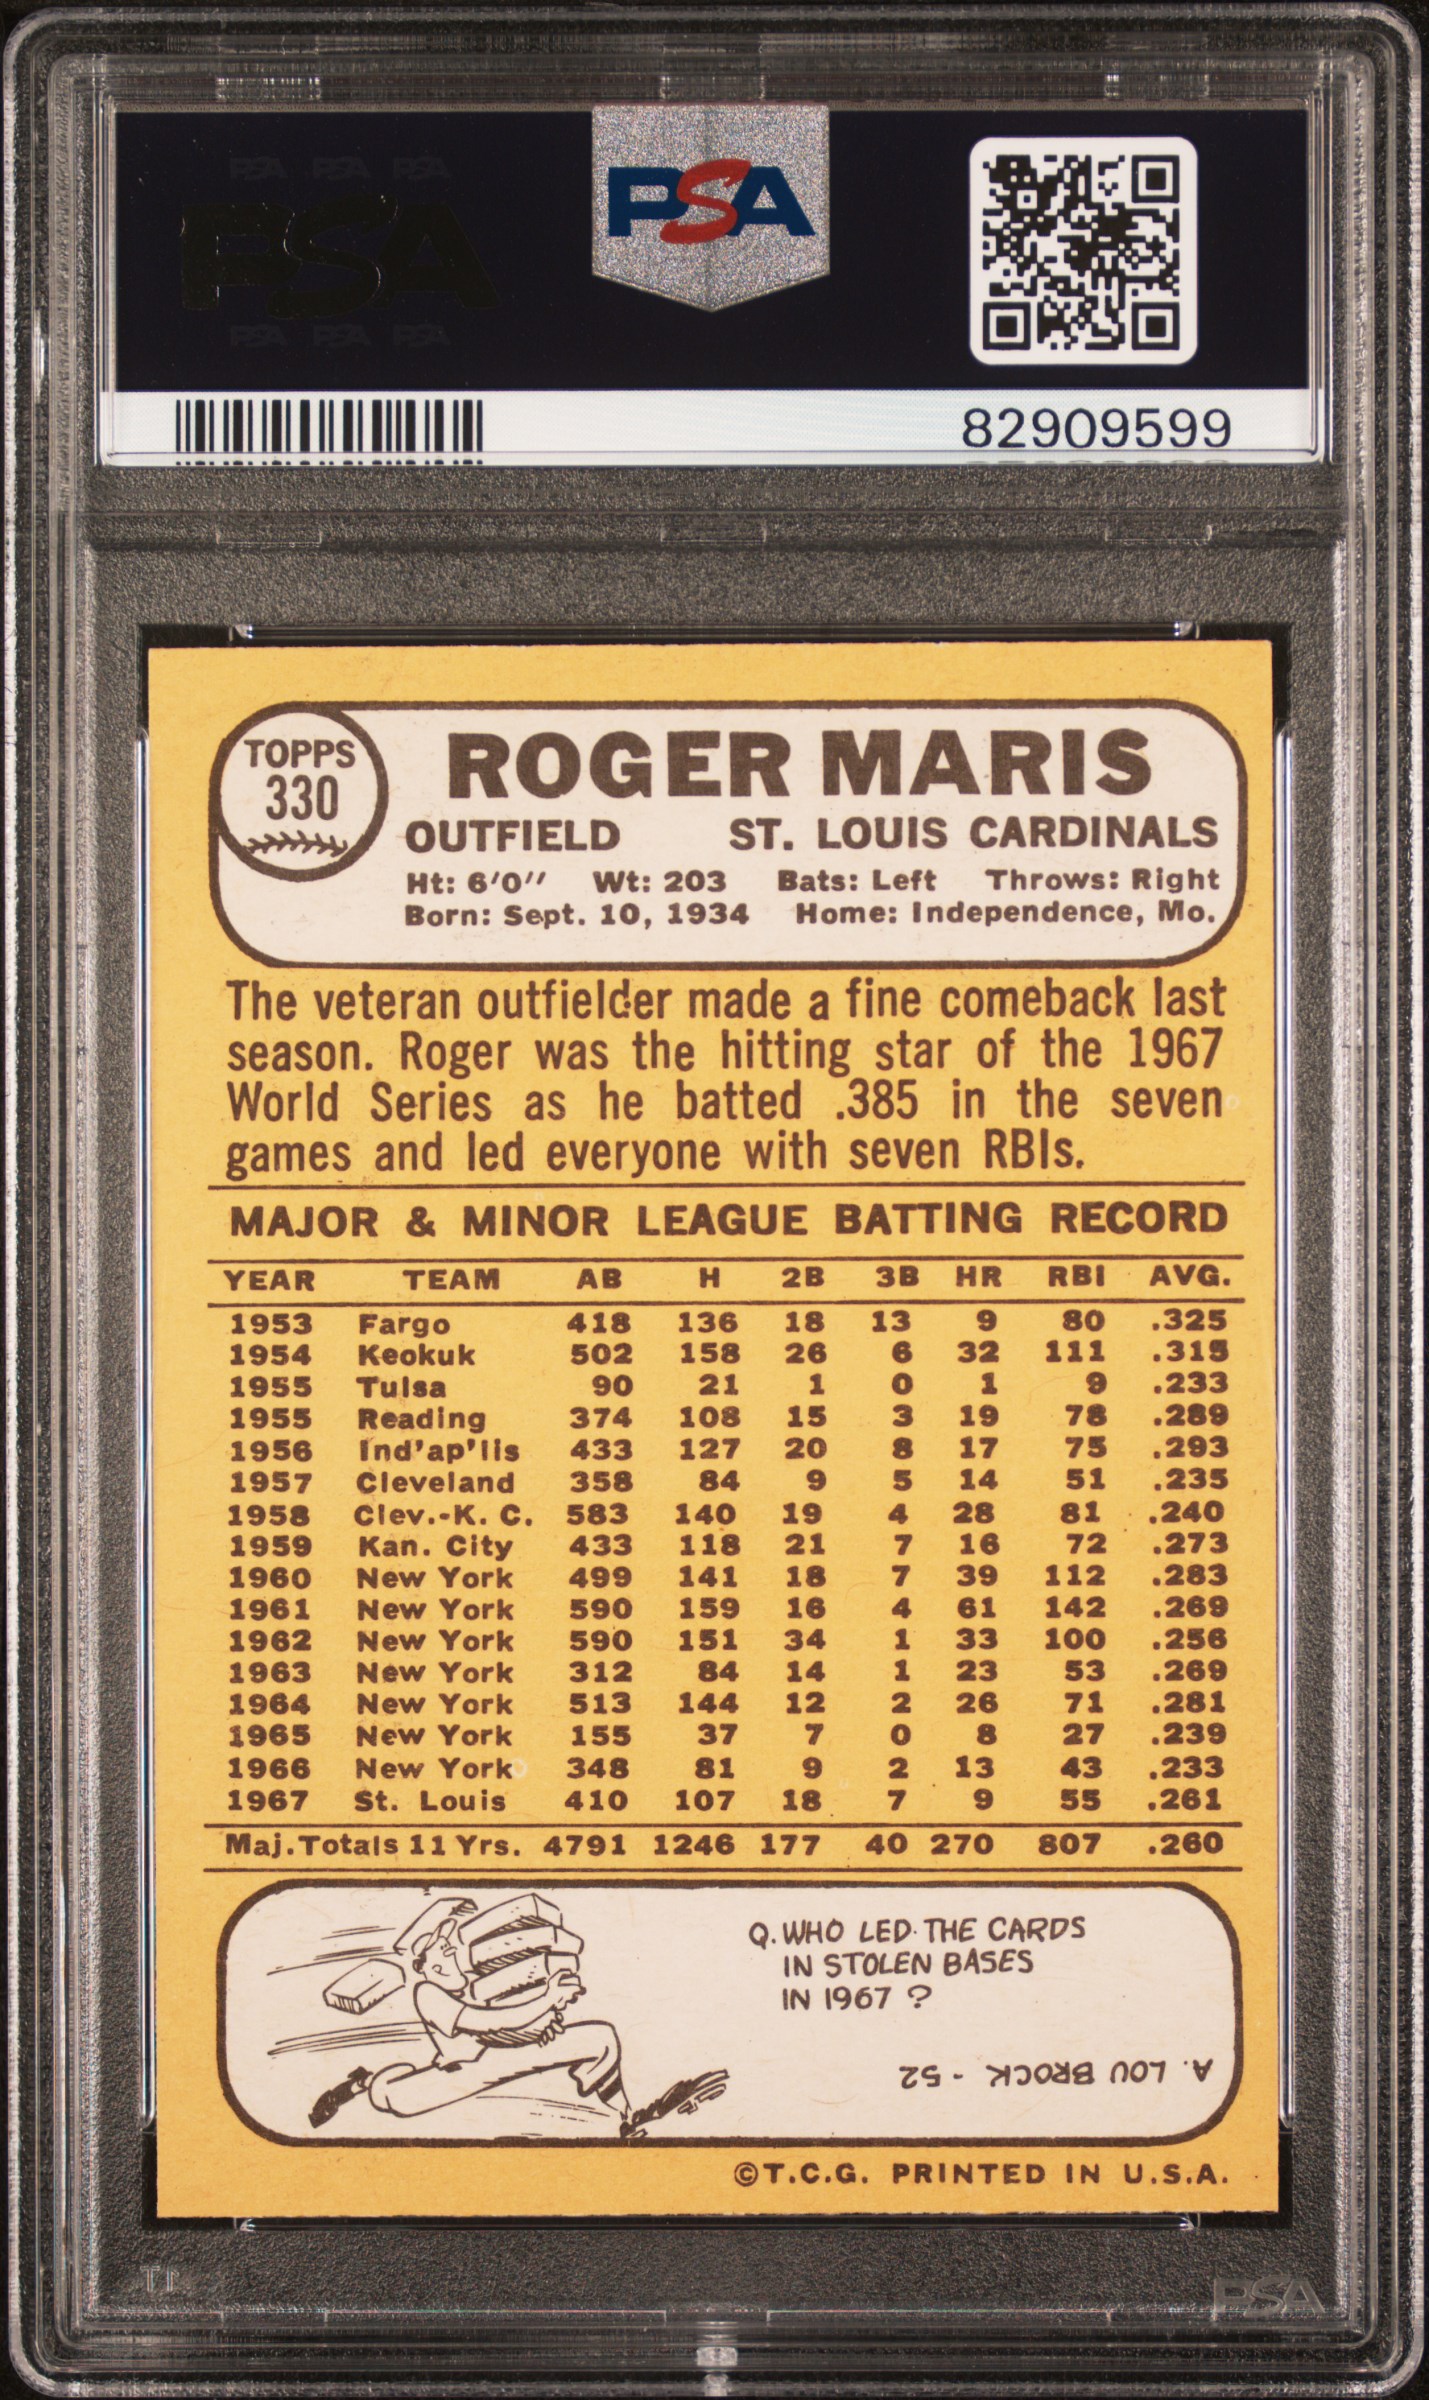 PSA PSA PSA
PSA
PSA PSA PSA
PSA
82909599
TOPPS
330
ROGER MARIS
OUTFIELD ST. LOUIS CARDINALS
Ht: 6'0'' Wt: 203 Bats: Left Throws: Right
Born: Sept. 10, 1934 Home: Independence, Mo.
The veteran outfielder made a fine comeback last
season. Roger was the hitting star of the 1967
World Series as he batted .385 in the seven
games and led everyone with seven RBIs.
MAJOR & MINOR LEAGUE BATTING RECORD
YEAR TEAM AB H 2B 3B HR RBI AVG.
1953 Fargo 418 136 18 13 9 80 .325
1954 Keokuk 502 158 26 6 32 111 .315
1955 Tulsa 90 21 1 0 1 9 .233
1955 Reading 374 108 15 3 19 78 .289
1956 Ind'ap'lis 433 127 20 8 17 75 .293
1957 Cleveland 358 84 9 5 14 51 .235
1958 Clev.-K. C. 583 140 19 4 28 81 .240
1959 Kan. City 433 118 21 7 16 72 .273
1960 New York 499 141 18 7 39 112 .283
1961 New York 590 159 16 4 61 142 .269
1962 New York 590 151 34 1 33 100 .256
1963 New York 312 84 14 1 23 53 .269
1964 New York 513 144 12 2 26 71 .281
1965 New York 155 37 7 0 8 27 .239
1966 New York 348 81 9 2 13 43 .233
1967 St. Louis 410 107 18 7 9 55 .261
Maj. Totals 11 Yrs. 4791 1246 177 40 270 807 .260
Q. WHO LED THE CARDS
IN STOLEN BASES
IN 1967 ?
A. LOU BROCK - 52
©T.C.G. PRINTED IN U.S.A.
PSA